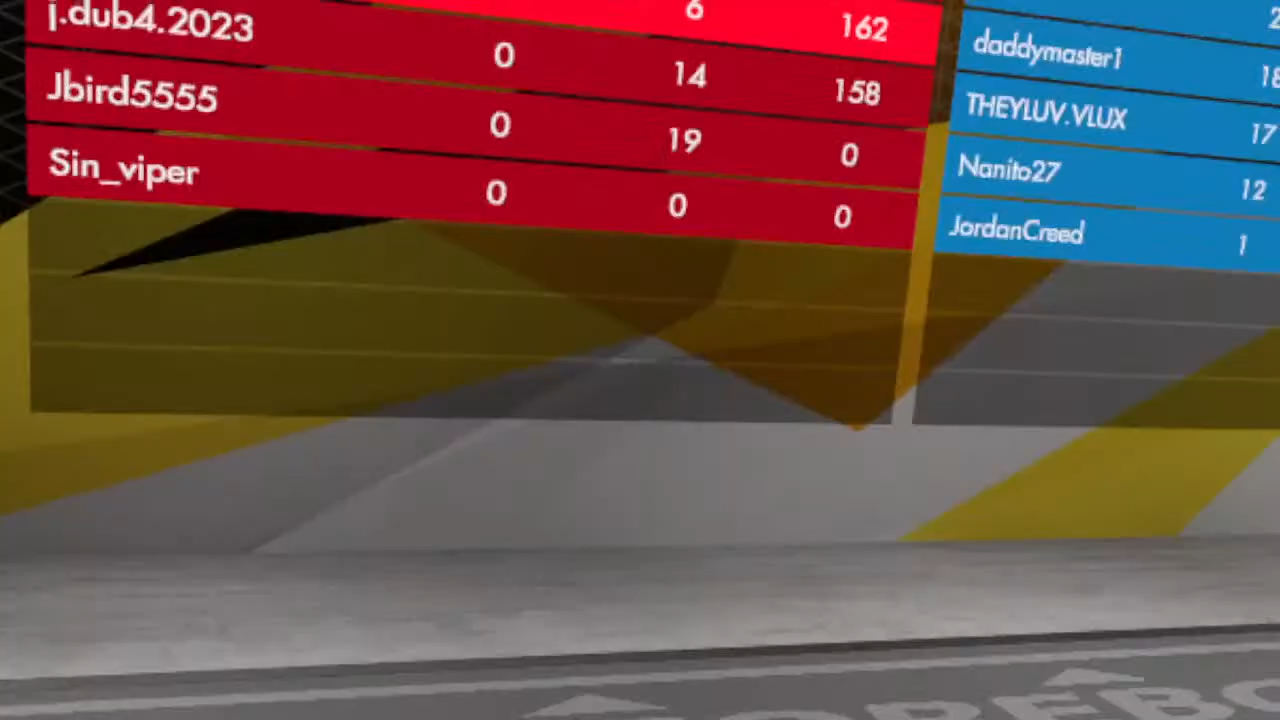 6 162
j.dub4.2023 0 14 158
Jbird5555 0 19 0
Sin_viper 0 0 0
daddymaster1 18
THEYLUV.VLUX 17
Nanito27 12
JordanCreed 1